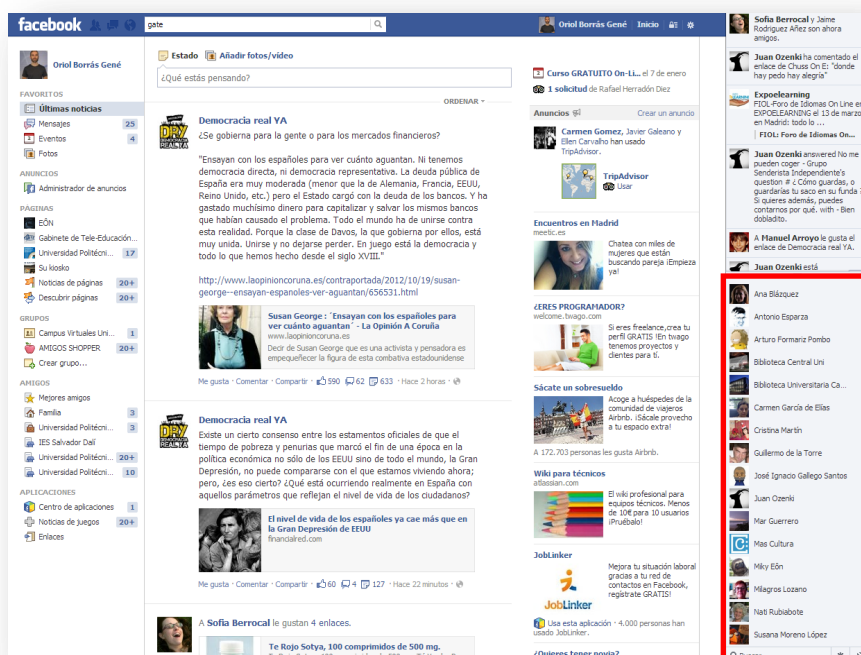 facebook
gate
Oriol Borrás Gené Inicio
Oriol Borrás Gené
FAVORITOS
Últimas noticias
Mensajes 25
Eventos 4
Fotos
ANUNCIOS
Administrador de anuncios
PÁGINAS
EÖN
Gabinete de Tele-Educación...
Universidad Politécni... 17
Su kiosko
Noticias de páginas 20+
Descubrir páginas 20+
GRUPOS
Campus Virtuales Uni... 1
AMIGOS SHOPPER 20+
Crear grupo...
AMIGOS
Mejores amigos
Familia 3
Universidad Politécni... 3
IES Salvador Dalí
Universidad Politécni... 20+
Universidad Politécni... 10
APLICACIONES
Centro de aplicaciones 1
Noticias de juegos 20+
Enlaces
Estado Añadir fotos/vídeo
¿Qué estás pensando?
ORDENAR
Democracia real YA
¿Se gobierna para la gente o para los mercados financieros?
"Ensayan con los españoles para ver cuánto aguantan. Ni tenemos
democracia directa, ni democracia representativa. La deuda pública de
España era muy moderada (menor que la de Alemania, Francia, EEUU,
Reino Unido, etc.) pero el Estado cargó con la deuda de los bancos. Y ha
gastado muchísimo dinero para capitalizar y salvar los mismos bancos
que habían causado el problema. Todo el mundo ha de unirse contra
esta realidad. Porque la clase de Davos, la que gobierna por ellos, está
muy unida. Unirse y no dejarse perder. En juego está la democracia y
todo lo que hemos hecho desde el siglo XVIII."
http://www.laopinioncoruna.es/contraportada/2012/10/19/susan-
george--ensayan-espanoles-ver-aguantan/656531.html
Susan George : ´Ensayan con los españoles para
ver cuánto aguantan´ - La Opinión A Coruña
www.laopinioncoruna.es
Decir de Susan George que es una activista y pensadora es
empequeñecer la figura de esta combativa estadounidense
Me gusta · Comentar · Compartir · 590 62 633 · Hace 2 horas ·
Democracia real YA
Existe un cierto consenso entre los estamentos oficiales de que el
tiempo de pobreza y penurias que marcó el fin de una época en la
política económica no sólo de los EEUU sino de todo el mundo, la Gran
Depresión, no puede compararse con el que estamos viviendo ahora;
pero, ¿es eso cierto? ¿Qué está ocurriendo realmente en España con
aquellos parámetros que reflejan el nivel de vida de los ciudadanos?
El nivel de vida de los españoles ya cae más que en
la Gran Depresión de EEUU
financialred.com
Me gusta · Comentar · Compartir · 60 4 127 · Hace 22 minutos ·
A Sofia Berrocal le gustan 4 enlaces.
Te Rojo Sotya, 100 comprimidos de 500 mg.
Curso GRATUITO On-Li... el 7 de enero
1 solicitud de Rafael Herradón Diez
Anuncios Crear un anuncio
Carmen Gomez, Javier Galeano y
Ellen Carvalho han usado
TripAdvisor.
TripAdvisor
Usar
Encuentros en Madrid
meetic.es
Chatea con miles de
mujeres que están
buscando pareja ¡Empieza
ya!
¿ERES PROGRAMADOR?
welcome.twago.com
Si eres freelance,crea tu
perfil GRATIS !En twago
tenemos proyectos y
clientes para tí.
Sácate un sobresueldo
Acoge a huéspedes de la
comunidad de viajeros
Airbnb. ¡Sácale provecho
a tu espacio extra!
A 172.703 personas les gusta Airbnb.
Wiki para técnicos
atlassian.com
El wiki profesional para
equipos técnicos. Menos
de 10€ para 10 usuarios
¡Pruébalo!
JobLinker
Mejora tu situación laboral
gracias a tu red de
contactos en Facebook,
regístrate GRATIS!
JobLinker
Usa esta aplicación · 4.000 personas han
usado JobLinker.
¿Quieres tener novia?
Sofia Berrocal y Jaime
Rodriguez Añez son ahora
amigos.
Juan Ozenki ha comentado el
enlace de Chuss On E: "donde
hay pedo hay alegría"
Expoelearning
FIOL-Foro de Idiomas On Line en
EXPOELEARNING el 13 de marzo
en Madrid: todo lo ...
FIOL: Foro de Idiomas On...
Juan Ozenki answered No me
pueden coger - Grupo
Senderista Independiente's
question # ¿ Cómo guardas, o
guardarías tu saco en su funda ?
Si quieres además, puedes
contarnos por qué. with - Bien
dobladito.
A Manuel Arroyo le gusta el
enlace de Democracia real YA.
Juan Ozenki está
Ana Blázquez
Antonio Esparza
Arturo Formariz Pombo
Biblioteca Central Uni
Biblioteca Universitaria Ca...
Carmen García de Elías
Cristina Martín
Guillermo de la Torre
José Ignacio Gallego Santos
Juan Ozenki
Mar Guerrero
Mas Cultura
Miky Eön
Milagros Lozano
Nati Rubiabote
Susana Moreno López